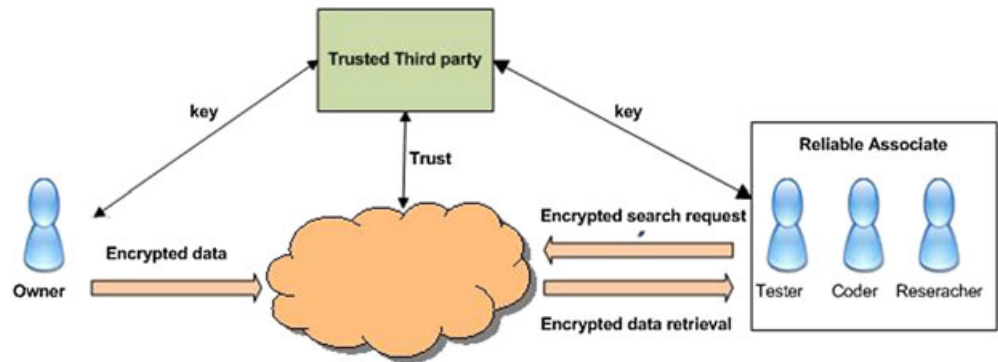 Trusted Third party
key
key
Trust
Reliable Associate
Encrypted search request
Encrypted data
Owner
Tester
Coder
Reseracher
Encrypted data retrieval